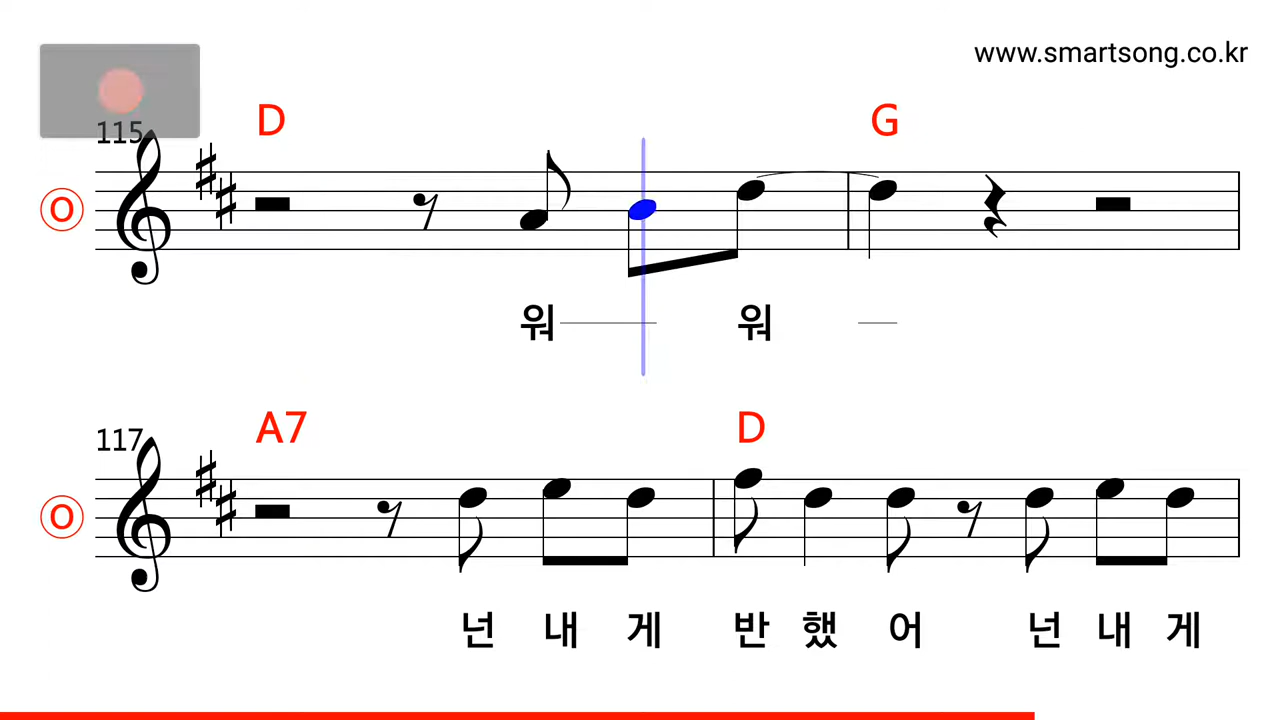 www.smartsong.co.kr
115
D G
O
워 워
117
A7 D
O
넌 내 게 반 했 어 넌 내 게